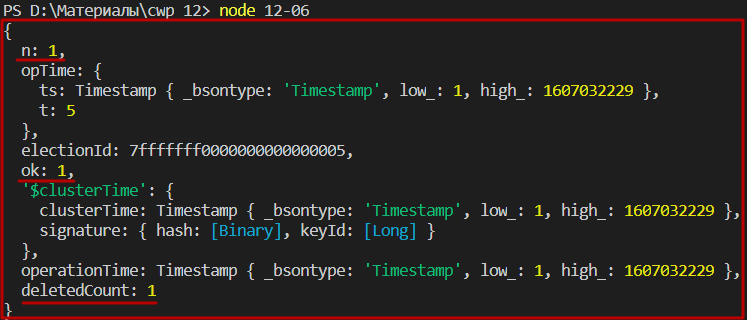 PS D:\Материалы\cwp 12> node 12-06
{
  n: 1,
  opTime: {
    ts: Timestamp { _bsontype: 'Timestamp', low_: 1, high_: 1607032229 },
    t: 5
  },
  electionId: 7fffffff0000000000000005,
  ok: 1,
  '$clusterTime': {
    clusterTime: Timestamp { _bsontype: 'Timestamp', low_: 1, high_: 1607032229 },
    signature: { hash: [Binary], keyId: [Long] }
  },
  operationTime: Timestamp { _bsontype: 'Timestamp', low_: 1, high_: 1607032229 },
  deletedCount: 1
}